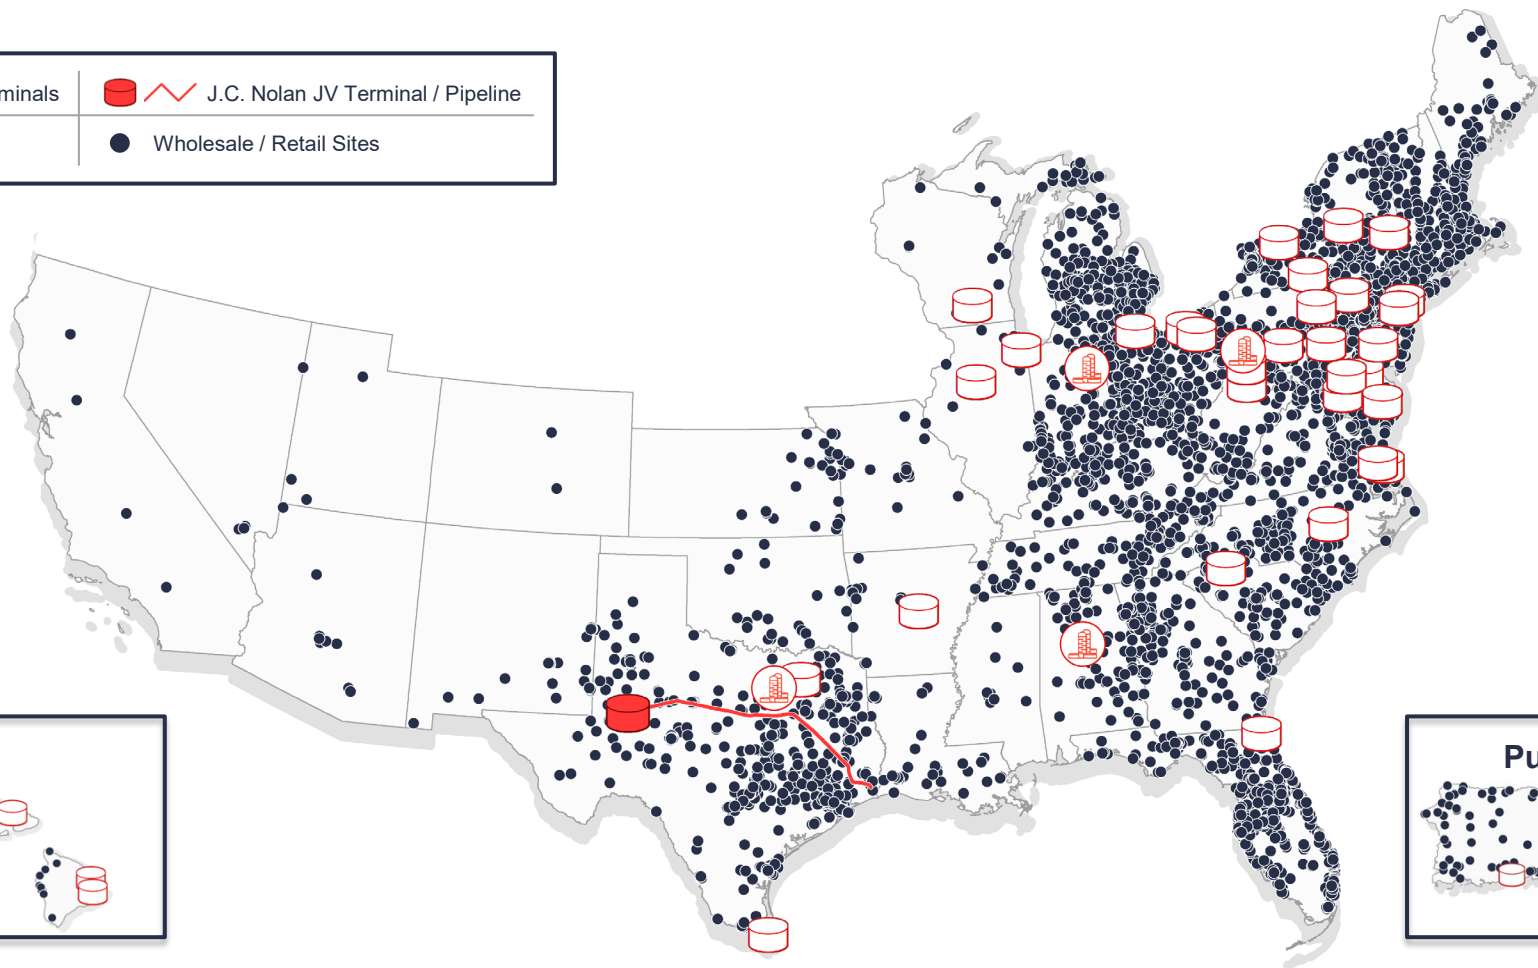 minals
J.C. Nolan JV Terminal / Pipeline
Wholesale / Retail Sites
Pu